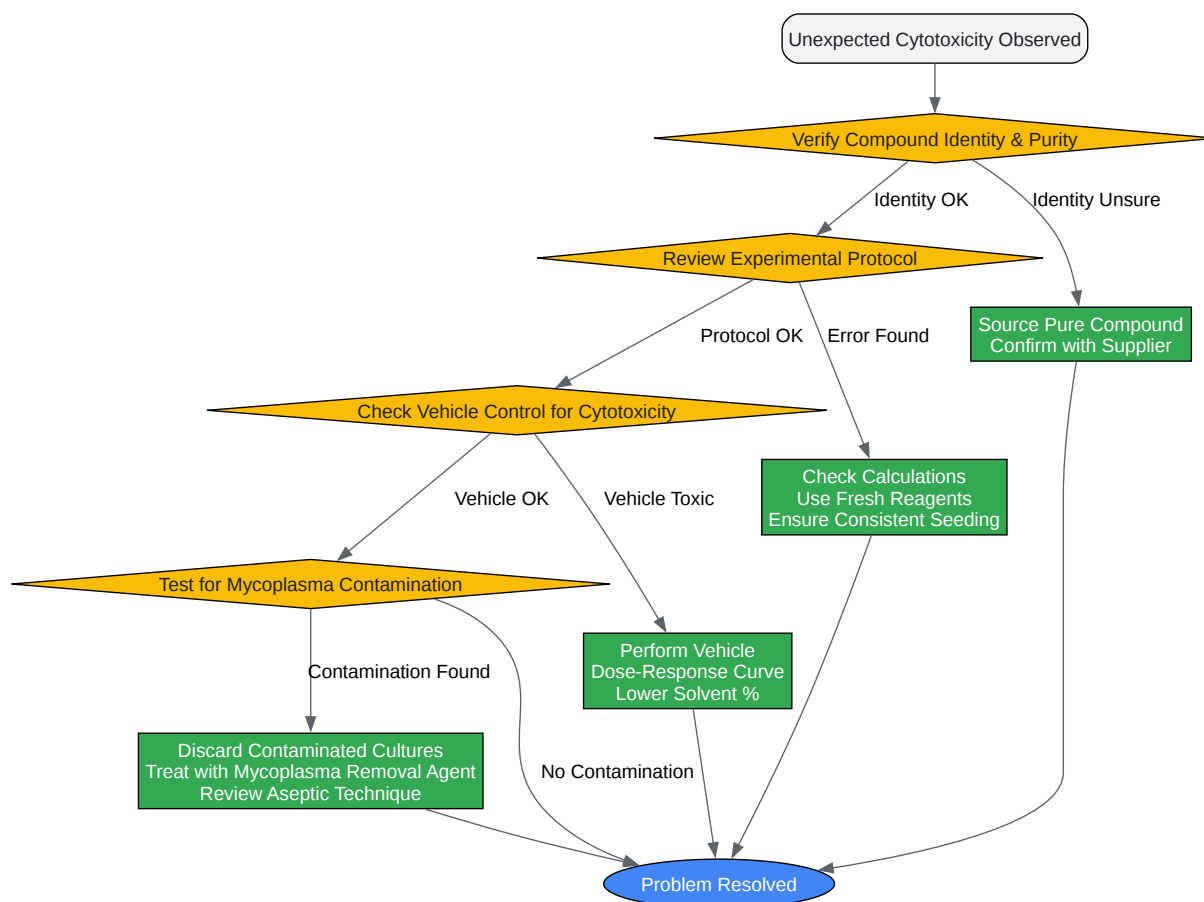 Unexpected Cytotoxicity Observed
Verify Compound Identity & Purity
Identity OK
Identity Unsure
Review Experimental Protocol
Source Pure Compound
Confirm with Supplier
Protocol OK
Error Found
Check Vehicle Control for Cytotoxicity
Check Calculations
Use Fresh Reagents
Ensure Consistent Seeding
Vehicle OK
Vehicle Toxic
Test for Mycoplasma Contamination
Perform Vehicle
Dose-Response Curve
Lower Solvent %
Contamination Found
Discard Contaminated Cultures
Treat with Mycoplasma Removal Agent
Review Aseptic Technique
No Contamination
Problem Resolved